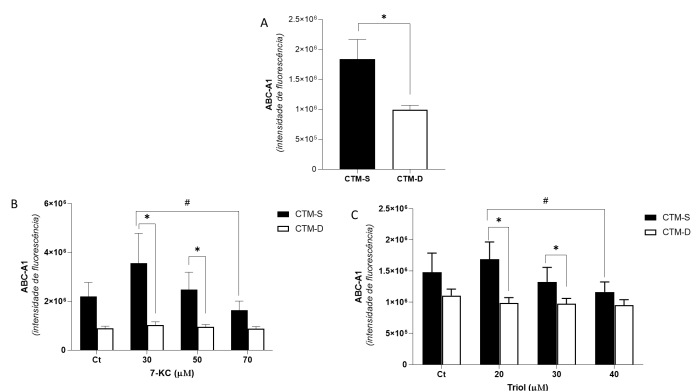 A
ABC-A1
(intensidade de fluorescência)
2.5×10⁶
2×10⁶
1.5×10⁶
1×10⁶
5×10⁵
0
*
CTM-S
CTM-D
B
ABC-A1
(intensidade de fluorescência)
6×10⁶
4×10⁶
2×10⁶
0
#
*
*
CTM-S
CTM-D
Ct
30
50
70
7-KC (µM)
C
ABC-A1
(intensidade de fluorescência)
2.5×10⁶
2×10⁶
1.5×10⁶
1×10⁶
5×10⁵
0
#
*
*
CTM-S
CTM-D
Ct
20
30
40
Triol (µM)